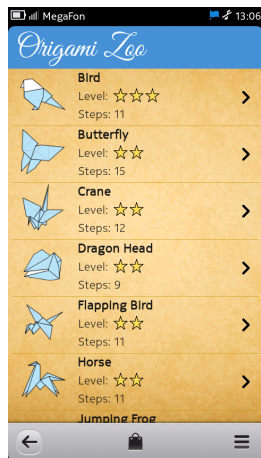 MegaFon 13:06
Origami Zoo
Bird
Level:
Steps: 11
Butterfly
Level:
Steps: 15
Crane
Level:
Steps: 12
Dragon Head
Level:
Steps: 9
Flapping Bird
Level:
Steps: 11
Horse
Level:
Steps: 11
Jumping Frog